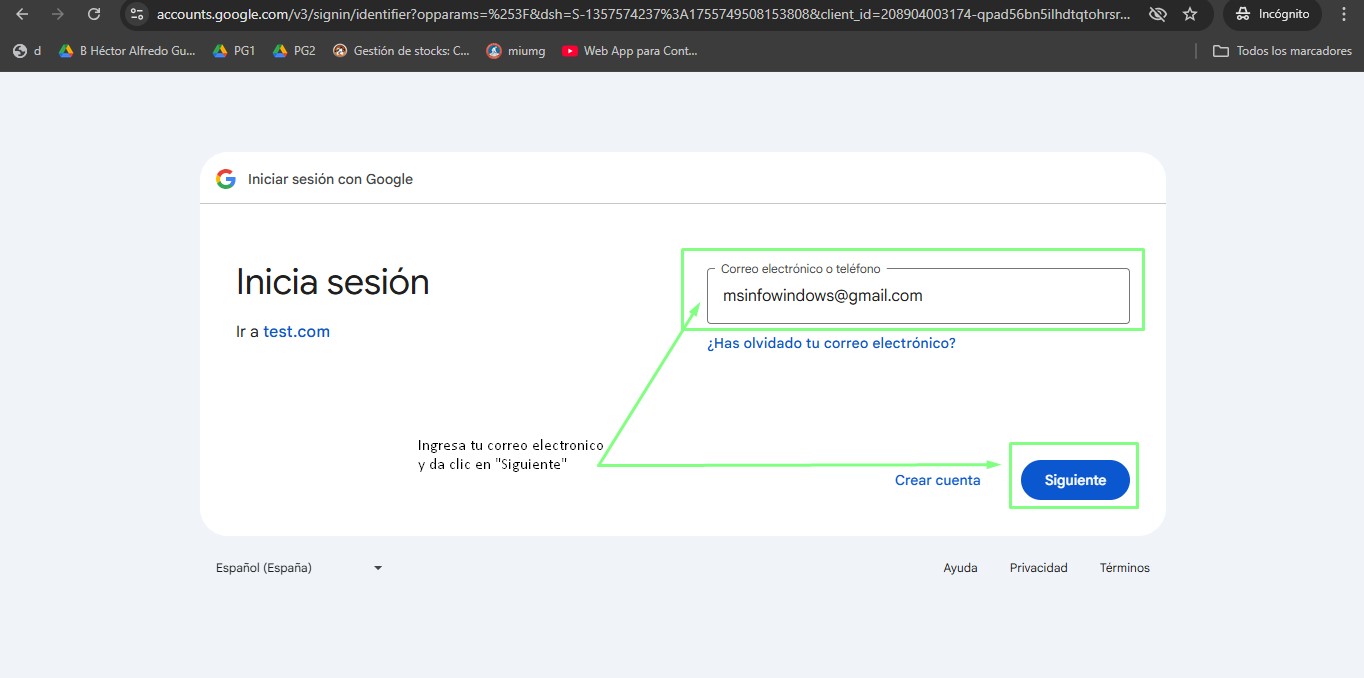 accounts.google.com/v3/signin/identifier?opparams=%253F&dsh=S-1357574237%3A1755749508153808&client_id=208904003174-qpad56bn5ilhdtqtohrsr...
Incógnito
d
B Héctor Alfredo Gu...
PG1
PG2
Gestión de stocks: C...
miumg
Web App para Cont...
Todos los marcadores
Iniciar sesión con Google
Inicia sesión
Ir a test.com
Correo electrónico o teléfono
msinfowindows@gmail.com
¿Has olvidado tu correo electrónico?
Ingresa tu correo electronico
y da clic en "Siguiente"
Crear cuenta
Siguiente
Español (España)
Ayuda
Privacidad
Términos